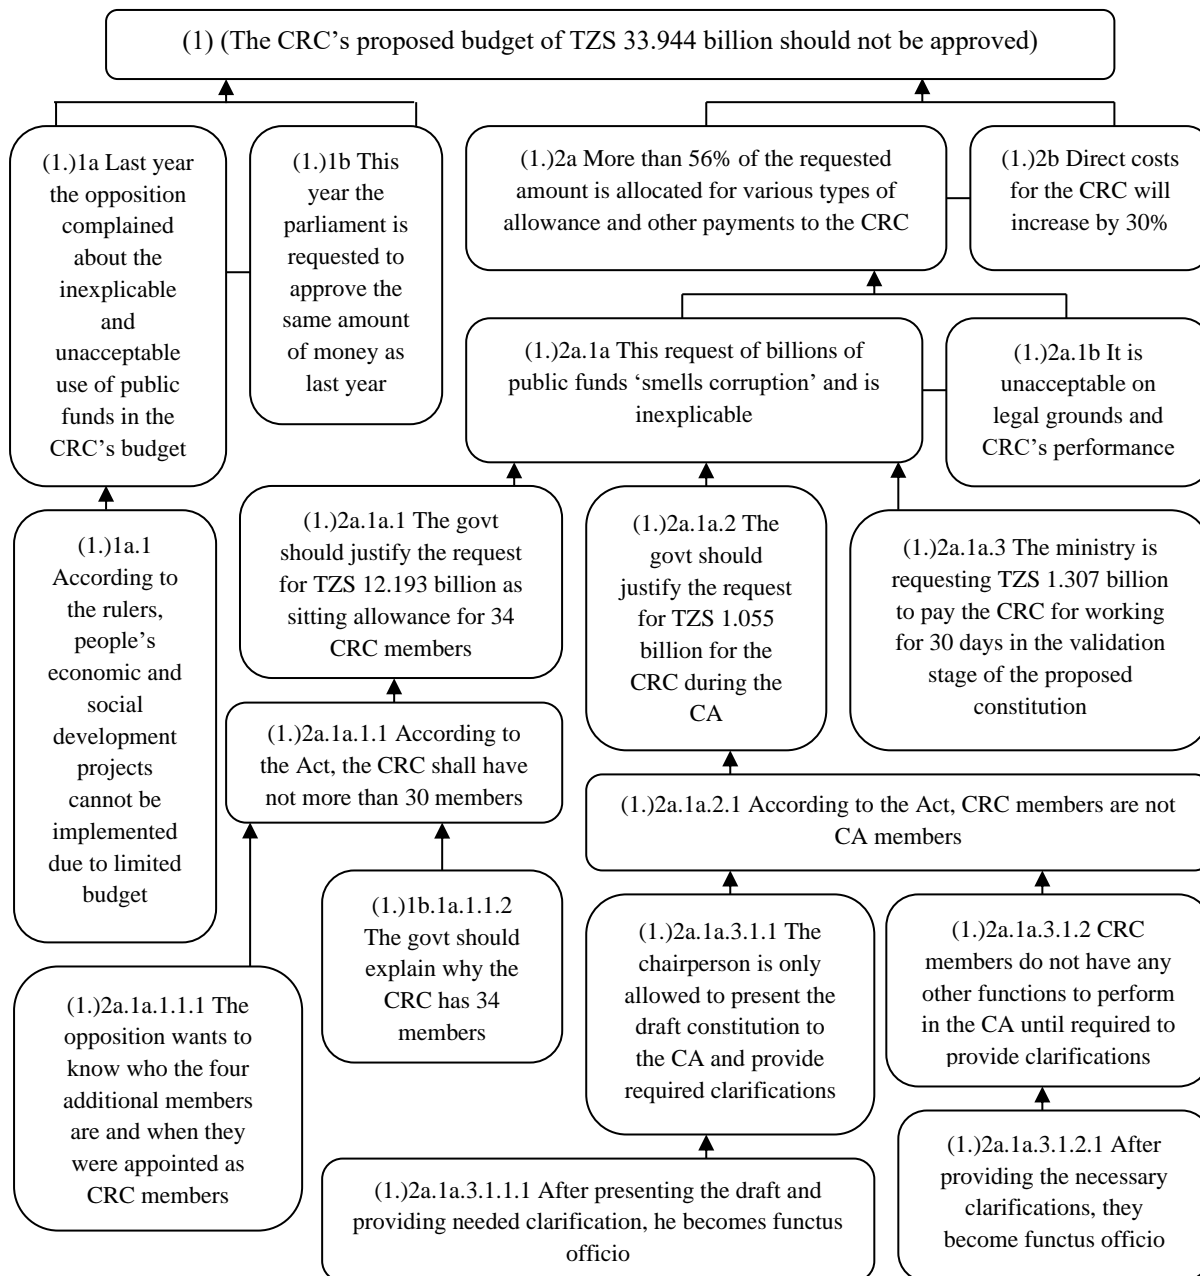 (1) (The CRC’s proposed budget of TZS 33.944 billion should not be approved)
(1.)1a Last year
the opposition
complained
about the
inexplicable
and
unacceptable
use of public
funds in the
CRC’s budget
(1.)1b This
year the
parliament is
requested to
approve the
same amount
of money as
last year
(1.)2a More than 56% of the requested
amount is allocated for various types of
allowance and other payments to the CRC
(1.)2b Direct costs
for the CRC will
increase by 30%
(1.)2a.1a This request of billions of
public funds ‘smells corruption’ and is
inexplicable
(1.)2a.1b It is
unacceptable on
legal grounds and
CRC’s performance
(1.)1a.1
According to
the rulers,
people’s
economic and
social
development
projects
cannot be
implemented
due to limited
budget
(1.)2a.1a.1 The govt
should justify the request
for TZS 12.193 billion as
sitting allowance for 34
CRC members
(1.)2a.1a.2 The
govt should
justify the
request for
TZS 1.055
billion for the
CRC during the
CA
(1.)2a.1a.3 The ministry is
requesting TZS 1.307 billion
to pay the CRC for working
for 30 days in the validation
stage of the proposed
constitution
(1.)2a.1a.1.1 According to
the Act, the CRC shall have
not more than 30 members
(1.)2a.1a.2.1 According to the Act, CRC members are not
CA members
(1.)2a.1a.1.1.1 The
opposition wants to
know who the four
additional members
are and when they
were appointed as
CRC members
(1.)1b.1a.1.1.2
The govt should
explain why the
CRC has 34
members
(1.)2a.1a.3.1.1 The
chairperson is only
allowed to present the
draft constitution to
the CA and provide
required clarifications
(1.)2a.1a.3.1.2 CRC
members do not have any
other functions to perform
in the CA until required to
provide clarifications
(1.)2a.1a.3.1.1.1 After presenting the draft and
providing needed clarification, he becomes functus
officio
(1.)2a.1a.3.1.2.1 After
providing the necessary
clarifications, they
become functus officio